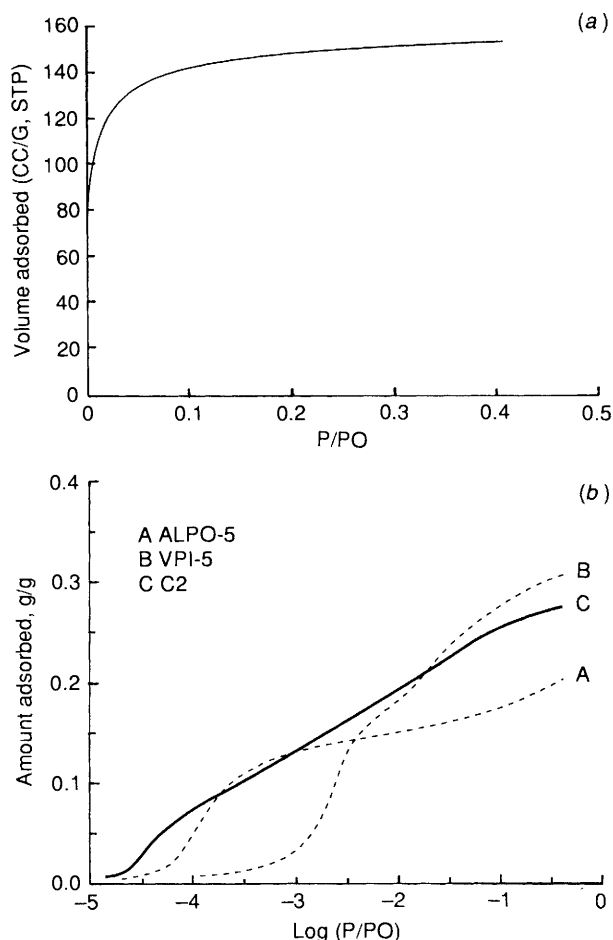 (a)
Volume adsorbed (CC/G, STP)
160
140
120
100
80
60
40
20
0
0 0.1 0.2 0.3 0.4 0.5
P/PO
(b)
Amount adsorbed, g/g
0.4
0.3
0.2
0.1
0.0
A ALPO-5
B VPI-5
C C2
B
C
A
−5 −4 −3 −2 −1 0
Log (P/PO)